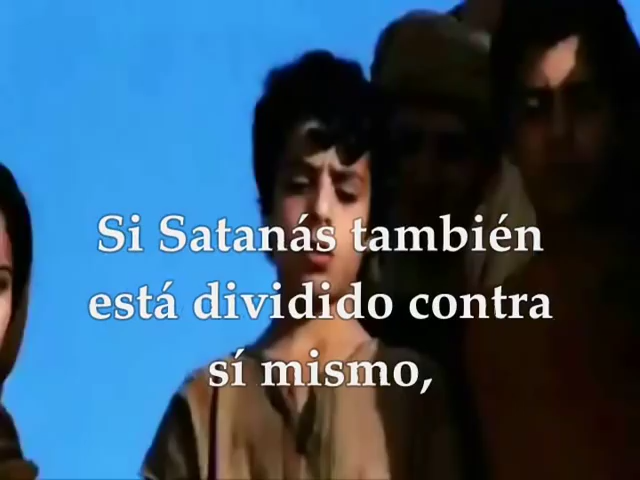 Si Satanás también
está dividido contra
sí mismo,